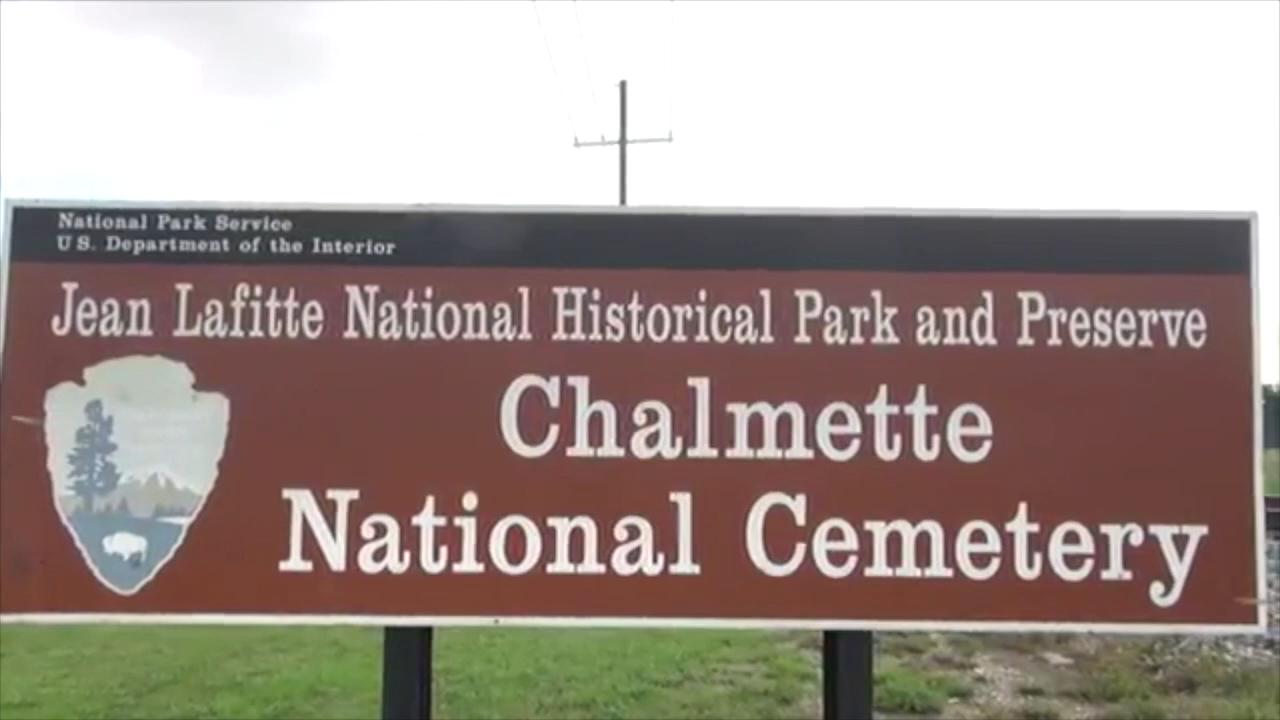 National Park Service
U.S. Department of the Interior
Jean Lafitte National Historical Park and Preserve
Chalmette
National Cemetery